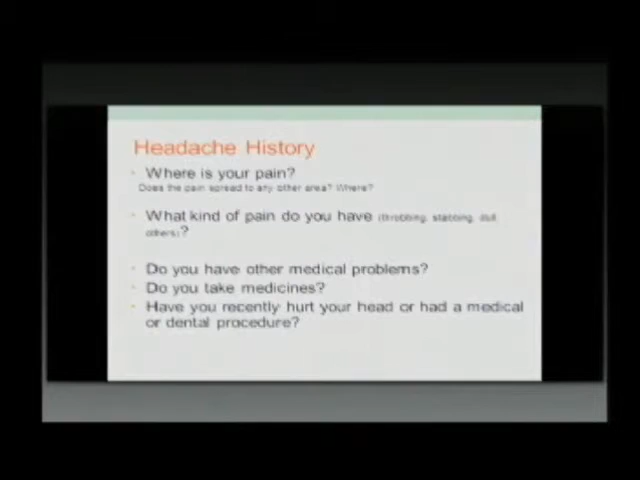 Headache History
Where is your pain?
Does the pain spread to any other area? Where?
What kind of pain do you have (throbbing, stabbing, dull,
others)?
Do you have other medical problems?
Do you take medicines?
Have you recently hurt your head or had a medical
or dental procedure?